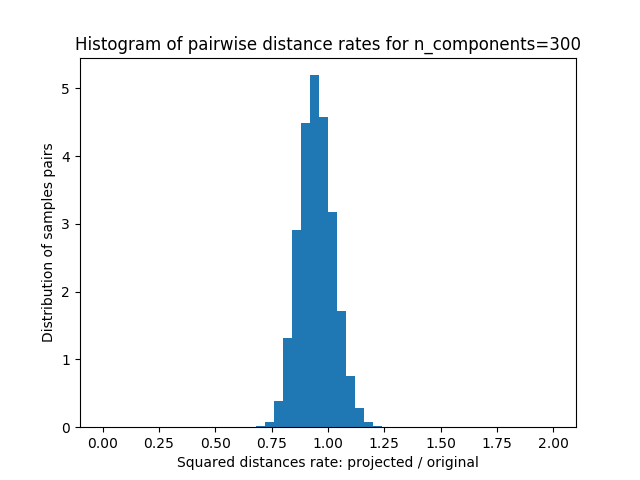 Histogram of pairwise distance rates for n_components=300
Distribution of samples pairs
5
4
3
2
1
0
0.00 0.25 0.50 0.75 1.00 1.25 1.50 1.75 2.00
Squared distances rate: projected / original